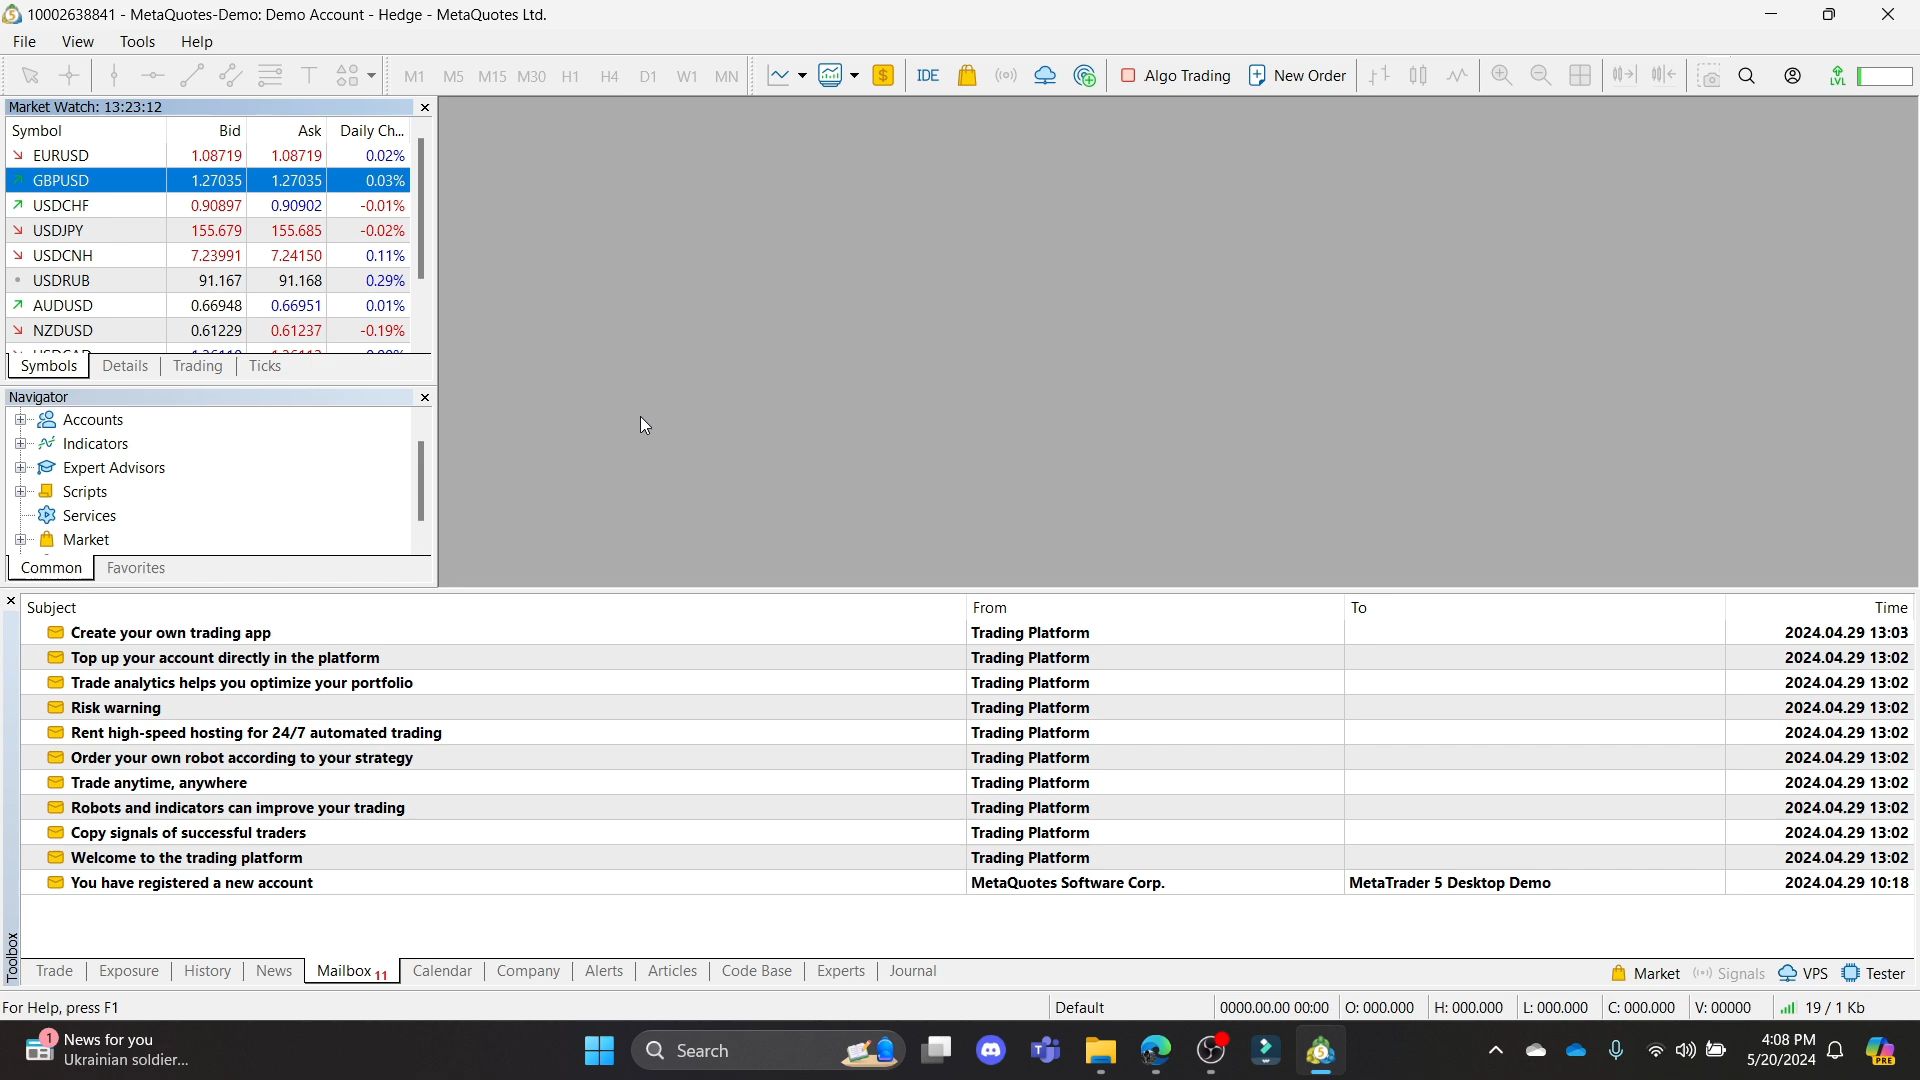 10002638841 - MetaQuotes-Demo: Demo Account - Hedge - MetaQuotes Ltd.
File View Tools Help
M1 M5 M15 M30 H1 H4 D1 W1 MN IDE Algo Trading New Order LVL
Market Watch: 13:23:12
Symbol Bid Ask Daily Ch...
EURUSD 1.08719 1.08719 0.02%
GBPUSD 1.27035 1.27035 0.03%
USDCHF 0.90897 0.90902 -0.01%
USDJPY 155.679 155.685 -0.02%
USDCNH 7.23991 7.24150 0.11%
USDRUB 91.167 91.168 0.29%
AUDUSD 0.66948 0.66951 0.01%
NZDUSD 0.61229 0.61237 -0.19%
Symbols Details Trading Ticks
Navigator
Accounts
Indicators
Expert Advisors
Scripts
Services
Market
Common Favorites
Subject From To Time
Create your own trading app Trading Platform 2024.04.29 13:03
Top up your account directly in the platform Trading Platform 2024.04.29 13:02
Trade analytics helps you optimize your portfolio Trading Platform 2024.04.29 13:02
Risk warning Trading Platform 2024.04.29 13:02
Rent high-speed hosting for 24/7 automated trading Trading Platform 2024.04.29 13:02
Order your own robot according to your strategy Trading Platform 2024.04.29 13:02
Trade anytime, anywhere Trading Platform 2024.04.29 13:02
Robots and indicators can improve your trading Trading Platform 2024.04.29 13:02
Copy signals of successful traders Trading Platform 2024.04.29 13:02
Welcome to the trading platform Trading Platform 2024.04.29 13:02
You have registered a new account MetaQuotes Software Corp. MetaTrader 5 Desktop Demo 2024.04.29 10:18
Toolbox
Trade Exposure History News Mailbox 11 Calendar Company Alerts Articles Code Base Experts Journal Market Signals VPS Tester
For Help, press F1 Default 0000.00.00 00:00 O: 000.000 H: 000.000 L: 000.000 C: 000.000 V: 00000 19 / 1 Kb
1 News for you
Ukrainian soldier...
Search
4:08 PM
5/20/2024
PRE